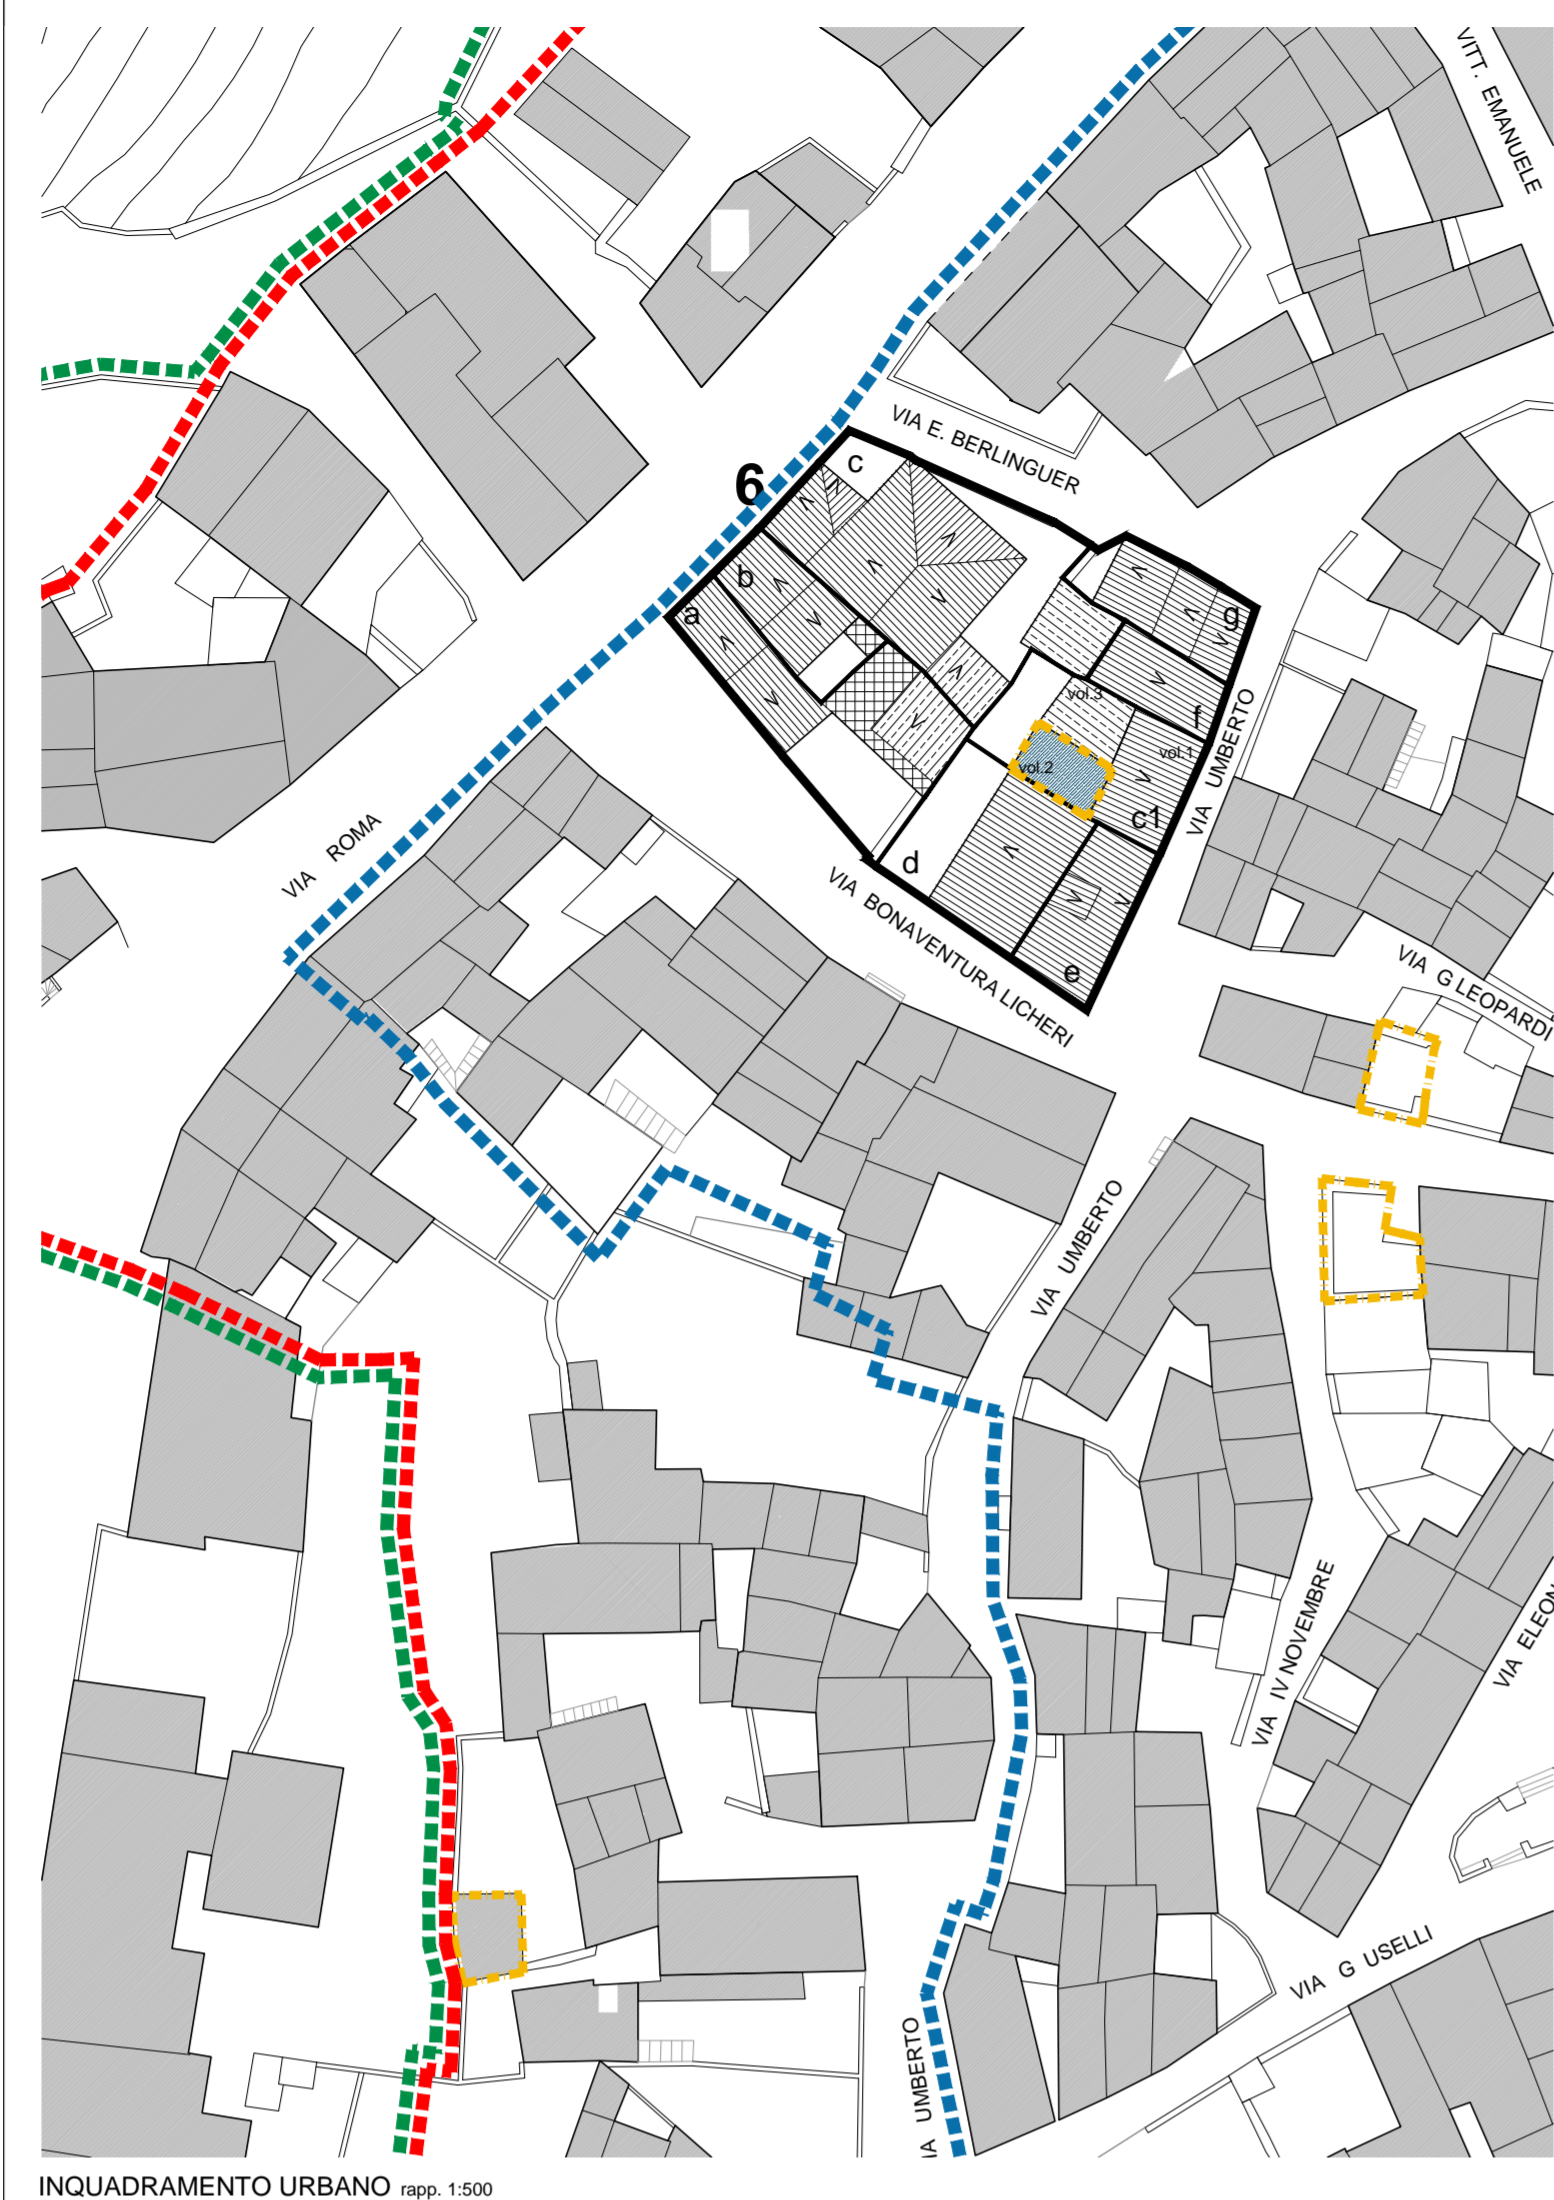 VITT. EMANUELE
VIA E. BERLINGUER
6
c
b
a
g
vol.3
f
vol.1
vol.2
c1
VIA UMBERTO
d
e
VIA ROMA
VIA BONAVENTURA LICHERI
VIA G LEOPARDI
VIA UMBERTO
VIA IV NOVEMBRE
VIA ELEON
VIA G USELLI
IA UMBERTO
INQUADRAMENTO URBANO rapp. 1:500